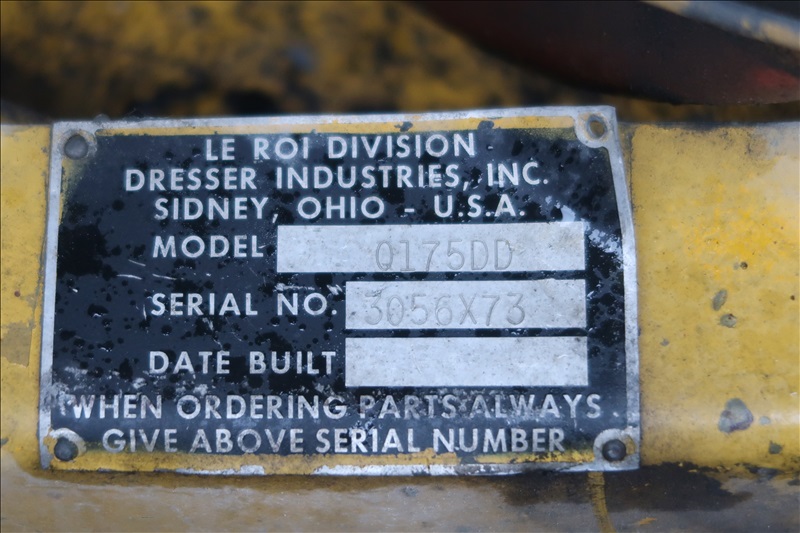 LE ROI DIVISION
DRESSER INDUSTRIES, INC.
SIDNEY, OHIO - U.S.A.
MODEL Q175DD
SERIAL NO. 3056X73
DATE BUILT
WHEN ORDERING PARTS ALWAYS
GIVE ABOVE SERIAL NUMBER